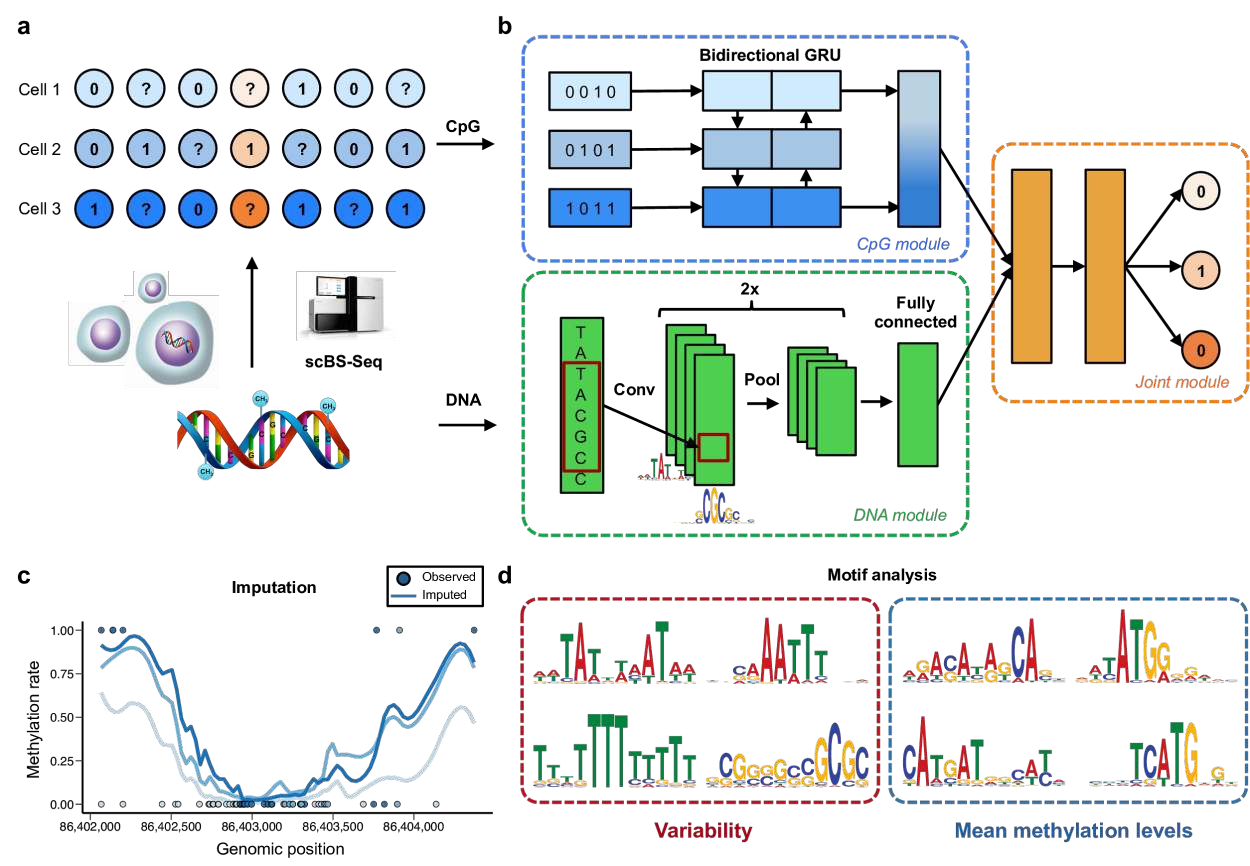 a
Cell 1 0 ? 0 ? 1 0 ?
Cell 2 0 1 ? 1 ? 0 1
Cell 3 1 ? 0 ? 1 ? 1
CpG
scBS-Seq
DNA
CH3
CH3
CH3
b
Bidirectional GRU
0 0 1 0
0 1 0 1
1 0 1 1
CpG module
2x
Fully
connected
T
A
T
A
C
G
C
C
Conv
Pool
DNA module
0
1
0
Joint module
c
Imputation
Observed
Imputed
Methylation rate
1.00
0.75
0.50
0.25
0.00
86,402,000 86,402,500 86,403,000 86,403,500 86,404,000
Genomic position
d
Motif analysis
Variability
Mean methylation levels